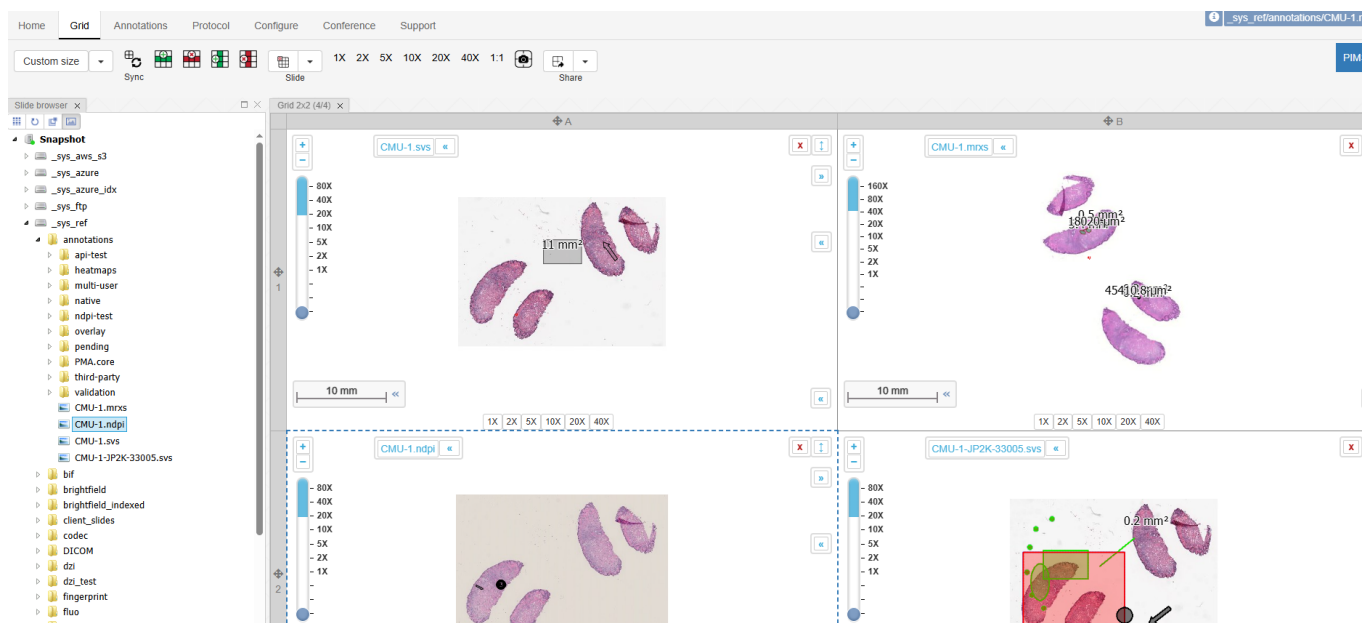 Home Grid Annotations Protocol Configure Conference Support
_sys_ref/annotations/CMU-1.
Custom size
Sync
1X 2X 5X 10X 20X 40X 1:1
Slide
Share
PIM
Slide browser x
Grid 2x2 (4/4) x
Snapshot
_sys_aws_s3
_sys_azure
_sys_azure_idx
_sys_ftp
_sys_ref
annotations
api-test
heatmaps
multi-user
native
ndpi-test
overlay
pending
PMA.core
third-party
validation
CMU-1.mrxs
CMU-1.ndpi
CMU-1.svs
CMU-1-JP2K-33005.svs
bif
brightfield
brightfield_indexed
client_slides
codec
DICOM
dzi
dzi_test
fingerprint
fluo
A
B
1
2
+
−
CMU-1.svs «
x
»
«
80X
40X
20X
10X
5X
2X
1X
11 mm²
10 mm «
«
1X 2X 5X 10X 20X 40X
+
−
CMU-1.mrxs «
x
160X
80X
40X
20X
10X
5X
2X
1X
0.5 mm²
10 mm «
1X 2X 5X 10X 20X 40X
+
−
CMU-1.ndpi «
x
»
«
80X
40X
20X
10X
5X
2X
1X
+
−
CMU-1-JP2K-33005.svs «
x
80X
40X
20X
10X
5X
2X
1X
0.2 mm²